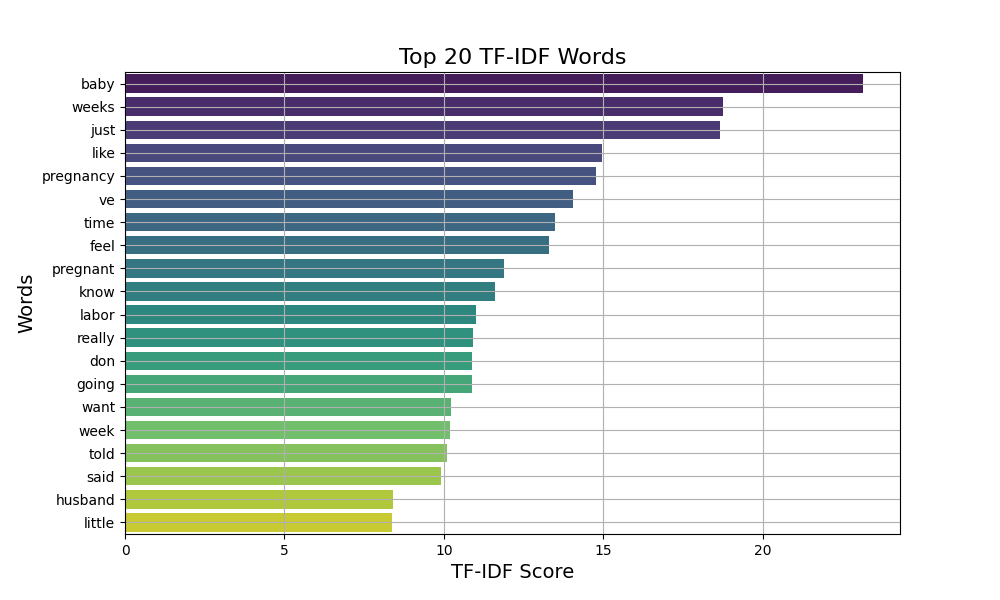 Top 20 TF-IDF Words
baby
weeks
just
like
pregnancy
ve
time
feel
pregnant
know
labor
really
don
going
want
week
told
said
husband
little
Words
0 5 10 15 20
TF-IDF Score